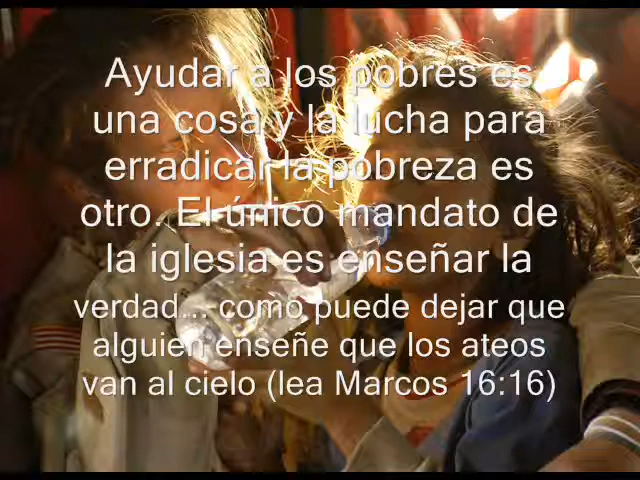 Ayudar a los pobres es
una cosa y la lucha para
erradicar la pobreza es
otro. El único mandato de
la iglesia es enseñar la
verdad... como puede dejar que
alguien enseñe que los ateos
van al cielo (lea Marcos 16:16)